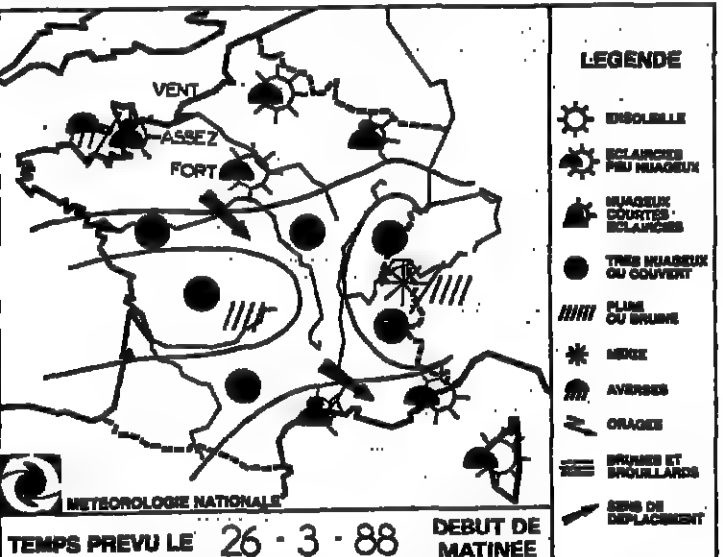 VENT
ASSEZ
FORT
METEOROLOGIE NATIONALE
TEMPS PREVU LE 26 - 3 - 88 DEBUT DE
MATINÉE
LEGENDE
ENSOLEILLE
ECLAIRCIES
PEU NUAGEUX
NUAGEUX
COURTES
ECLAIRCIES
TRES NUAGEUX
OU COUVERT
PLUIE
OU BRUINE
NEIGE
AVERSES
ORAGES
BRUMES ET
BROUILLARDS
SENS DE
DEPLACEMENT